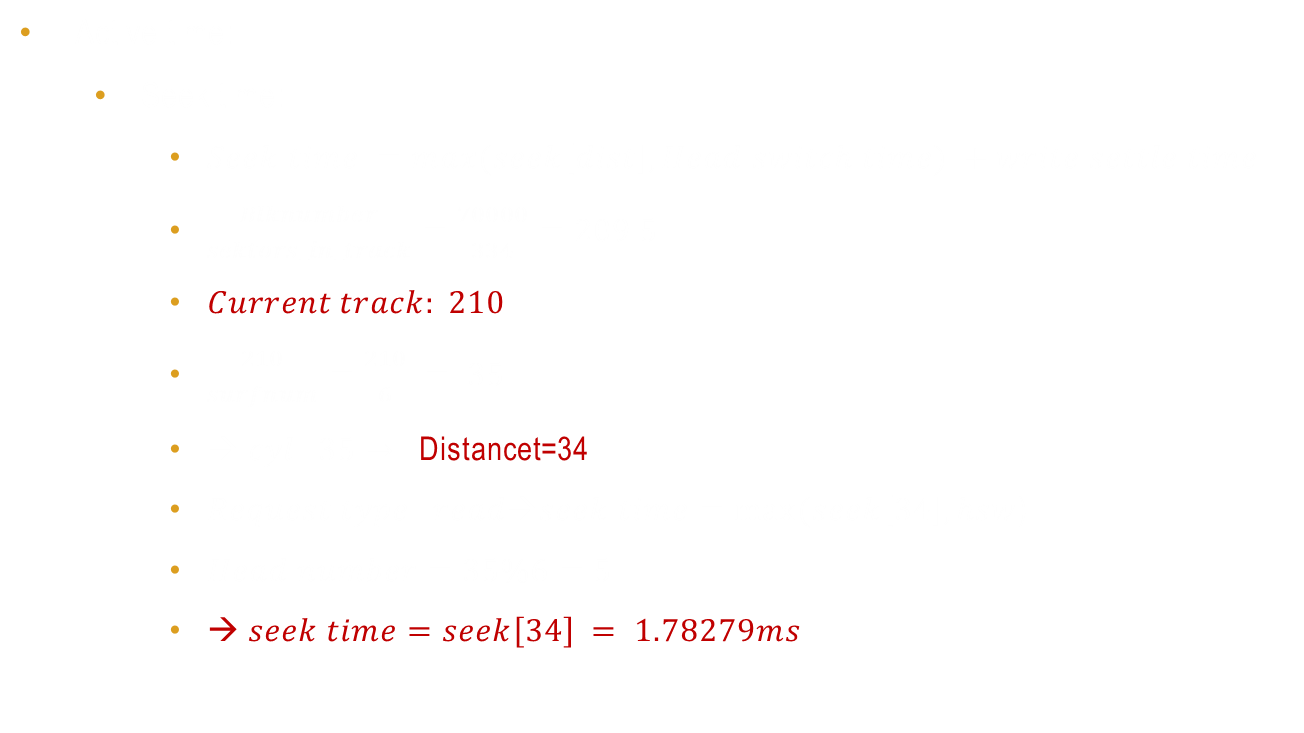 • 
• 
• 
• 
• Current track: 210
• 
• Distancet=34
• 
• 
• → seek time = seek[34] = 1.78279ms